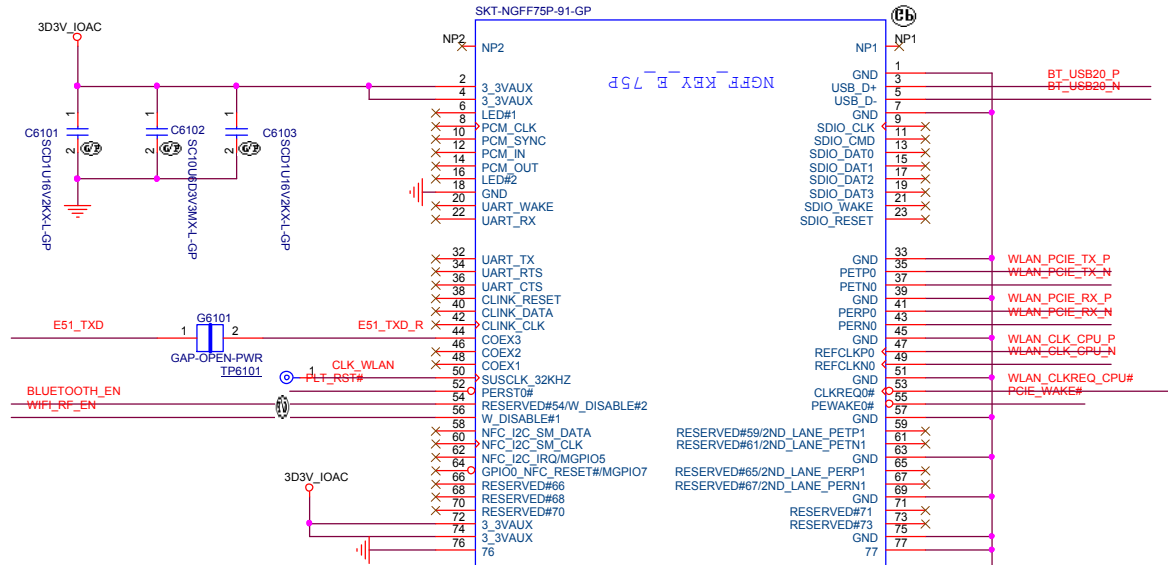 SKT-NGFF75P-91-GP
3D3V_IOAC
NP2
NP2
NP1
NP1
NGFF_KEY_E_75P
2 3_3VAUX
4 3_3VAUX
6 LED#1
8 PCM_CLK
10 PCM_SYNC
12 PCM_IN
14 PCM_OUT
16 LED#2
18 GND
20 UART_WAKE
22 UART_RX
32 UART_TX
34 UART_RTS
36 UART_CTS
38 CLINK_RESET
40 CLINK_DATA
42 CLINK_CLK
44 COEX3
46 COEX2
48 COEX1
50 SUSCLK_32KHZ
52 PERST0#
54 RESERVED#54/W_DISABLE#2
56 W_DISABLE#1
58 NFC_I2C_SM_DATA
60 NFC_I2C_SM_CLK
62 NFC_I2C_IRQ/MGPIO5
64 GPIO0_NFC_RESET#/MGPIO7
66 RESERVED#66
68 RESERVED#68
70 RESERVED#70
72 3_3VAUX
74 3_3VAUX
76 76
GND 1
USB_D+ 3 BT_USB20_P
USB_D- 5 BT_USB20_N
GND 7
SDIO_CLK 9
SDIO_CMD 11
SDIO_DAT0 13
SDIO_DAT1 15
SDIO_DAT2 17
SDIO_DAT3 19
SDIO_WAKE 21
SDIO_RESET 23
GND 33
PETP0 35 WLAN_PCIE_TX_P
PETN0 37 WLAN_PCIE_TX_N
GND 39
PERP0 41 WLAN_PCIE_RX_P
PERN0 43 WLAN_PCIE_RX_N
GND 45
REFCLKP0 47 WLAN_CLK_CPU_P
REFCLKN0 49 WLAN_CLK_CPU_N
GND 51
CLKREQ0# 53 WLAN_CLKREQ_CPU#
PEWAKE0# 55 PCIE_WAKE#
GND 57
RESERVED#59/2ND_LANE_PETP1 59
RESERVED#61/2ND_LANE_PETN1 61
GND 63
RESERVED#65/2ND_LANE_PERP1 65
RESERVED#67/2ND_LANE_PERN1 67
GND 69
RESERVED#71 71
RESERVED#73 73
GND 75
77 77
1
2
C6101
SCD1U16V2KX-L-GP
1
2
C6102
SC10U6D3V3MX-L-GP
1
2
C6103
SCD1U16V2KX-L-GP
E51_TXD
1
G6101
2
E51_TXD_R
GAP-OPEN-PWR
TP6101
1
CLK_WLAN
PLT_RST#
BLUETOOTH_EN
WIFI_RF_EN
3D3V_IOAC